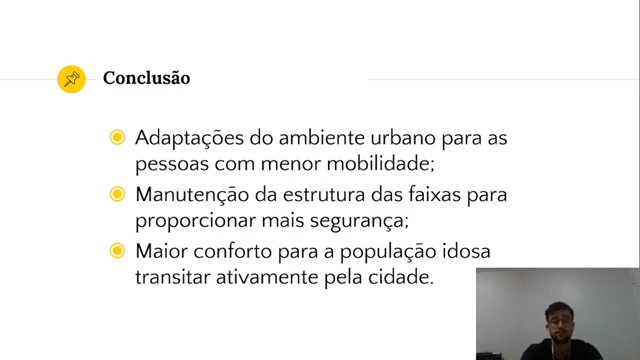 Conclusão
Adaptações do ambiente urbano para as
pessoas com menor mobilidade;
Manutenção da estrutura das faixas para
proporcionar mais segurança;
Maior conforto para a população idosa
transitar ativamente pela cidade.